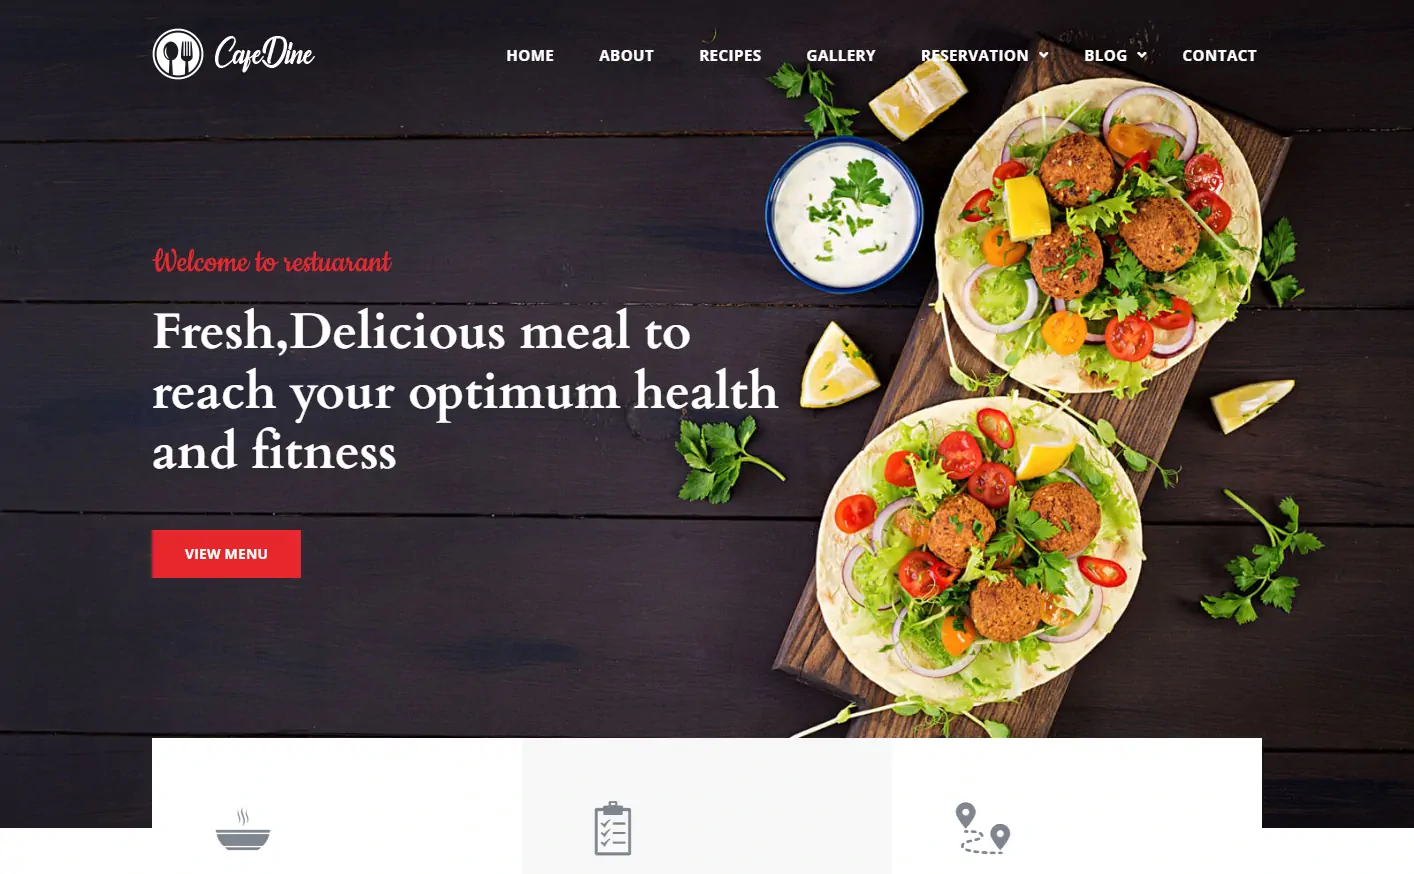 CafeDine
HOME ABOUT RECIPES GALLERY RESERVATION BLOG CONTACT
Welcome to restuarant
Fresh,Delicious meal to
reach your optimum health
and fitness
VIEW MENU